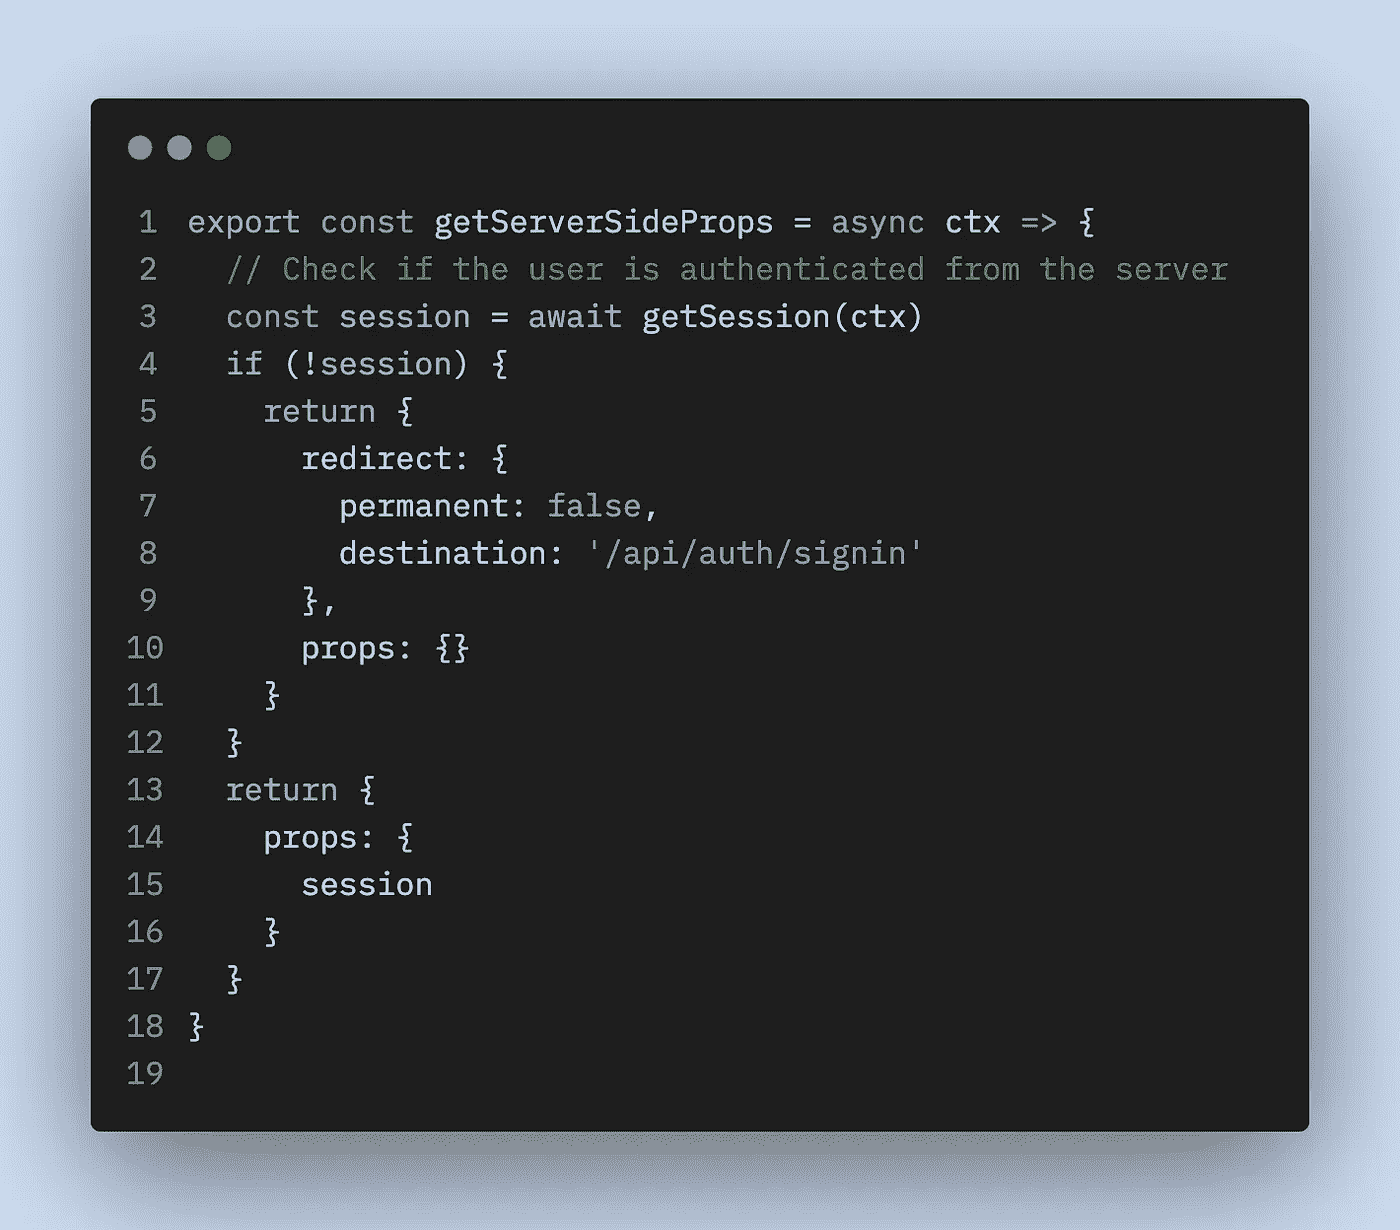 1 export const getServerSideProps = async ctx => {
2   // Check if the user is authenticated from the server
3   const session = await getSession(ctx)
4   if (!session) {
5     return {
6       redirect: {
7         permanent: false,
8         destination: '/api/auth/signin'
9       },
10       props: {}
11     }
12   }
13   return {
14     props: {
15       session
16     }
17   }
18 }
19